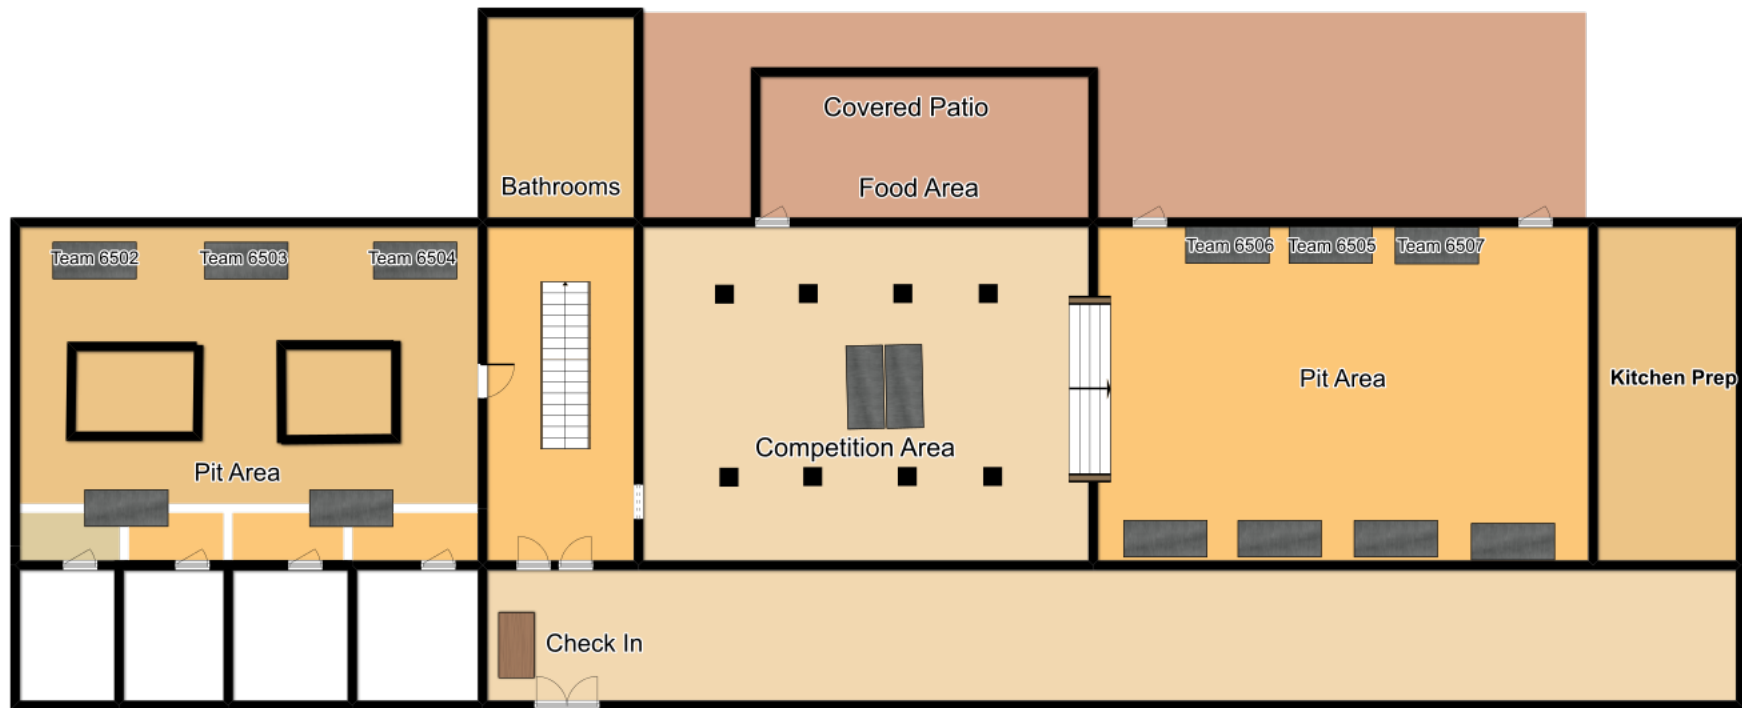 Covered Patio
Bathrooms
Food Area
Team 6502
Team 6503
Team 6504
Team 6506
Team 6505
Team 6507
Pit Area
Kitchen Prep
Competition Area
Pit Area
Check In